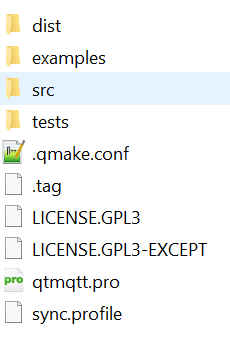 dist
examples
src
tests
.qmake.conf
.tag
LICENSE.GPL3
LICENSE.GPL3-EXCEPT
pro qtmqtt.pro
sync.profile